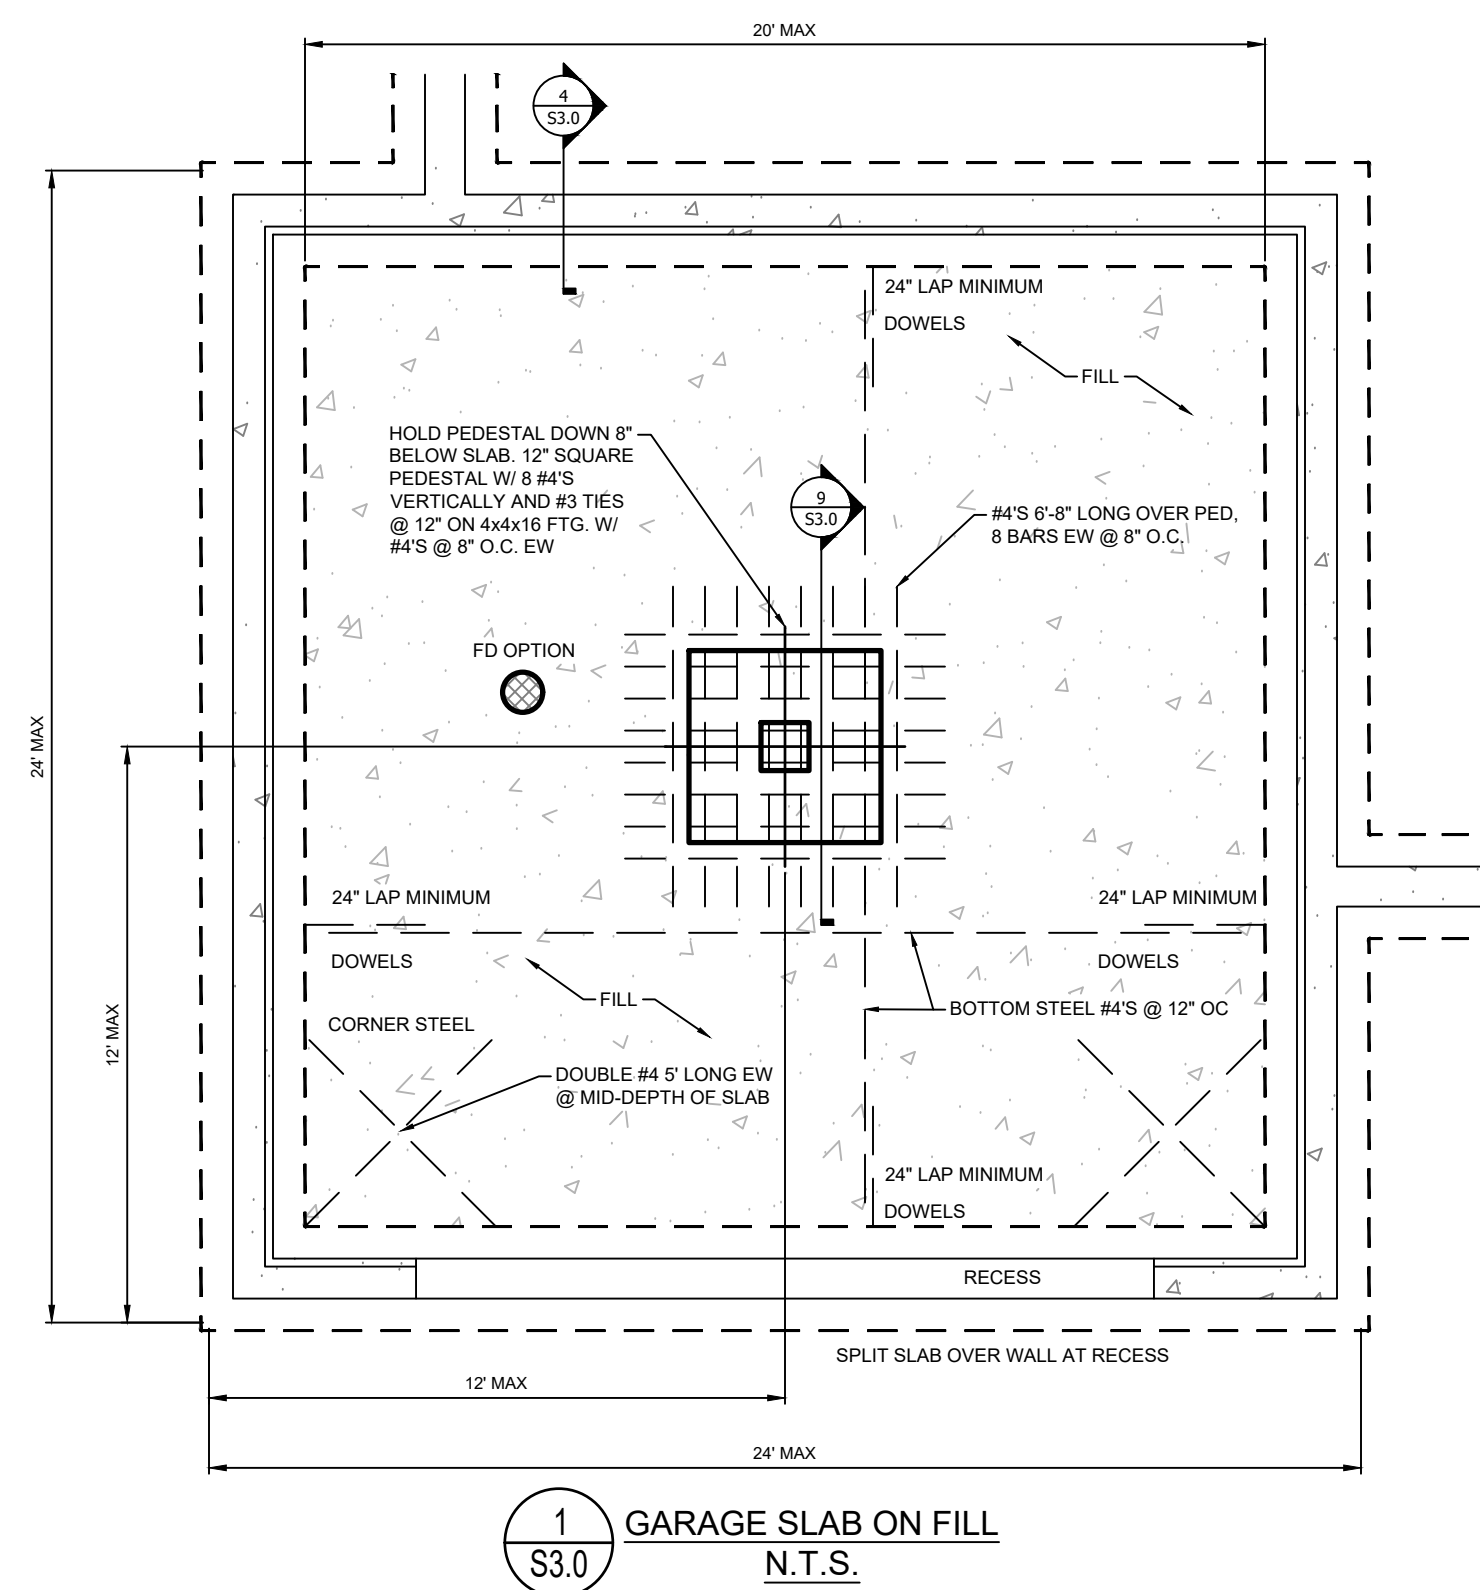 20' MAX
4
S3.0
24" LAP MINIMUM
DOWELS
FILL
HOLD PEDESTAL DOWN 8"
BELOW SLAB. 12" SQUARE
PEDESTAL W/ 8 #4'S
VERTICALLY AND #3 TIES
@ 12" ON 4x4x16 FTG. W/
#4'S @ 8" O.C. EW
9
S3.0
#4'S 6'-8" LONG OVER PED,
8 BARS EW @ 8" O.C.
FD OPTION
24' MAX
24" LAP MINIMUM
DOWELS
24" LAP MINIMUM
DOWELS
12' MAX
FILL
BOTTOM STEEL #4'S @ 12" OC
CORNER STEEL
DOUBLE #4 5' LONG EW
@ MID-DEPTH OF SLAB
24" LAP MINIMUM
DOWELS
RECESS
SPLIT SLAB OVER WALL AT RECESS
12' MAX
24' MAX
1
S3.0
GARAGE SLAB ON FILL
N.T.S.